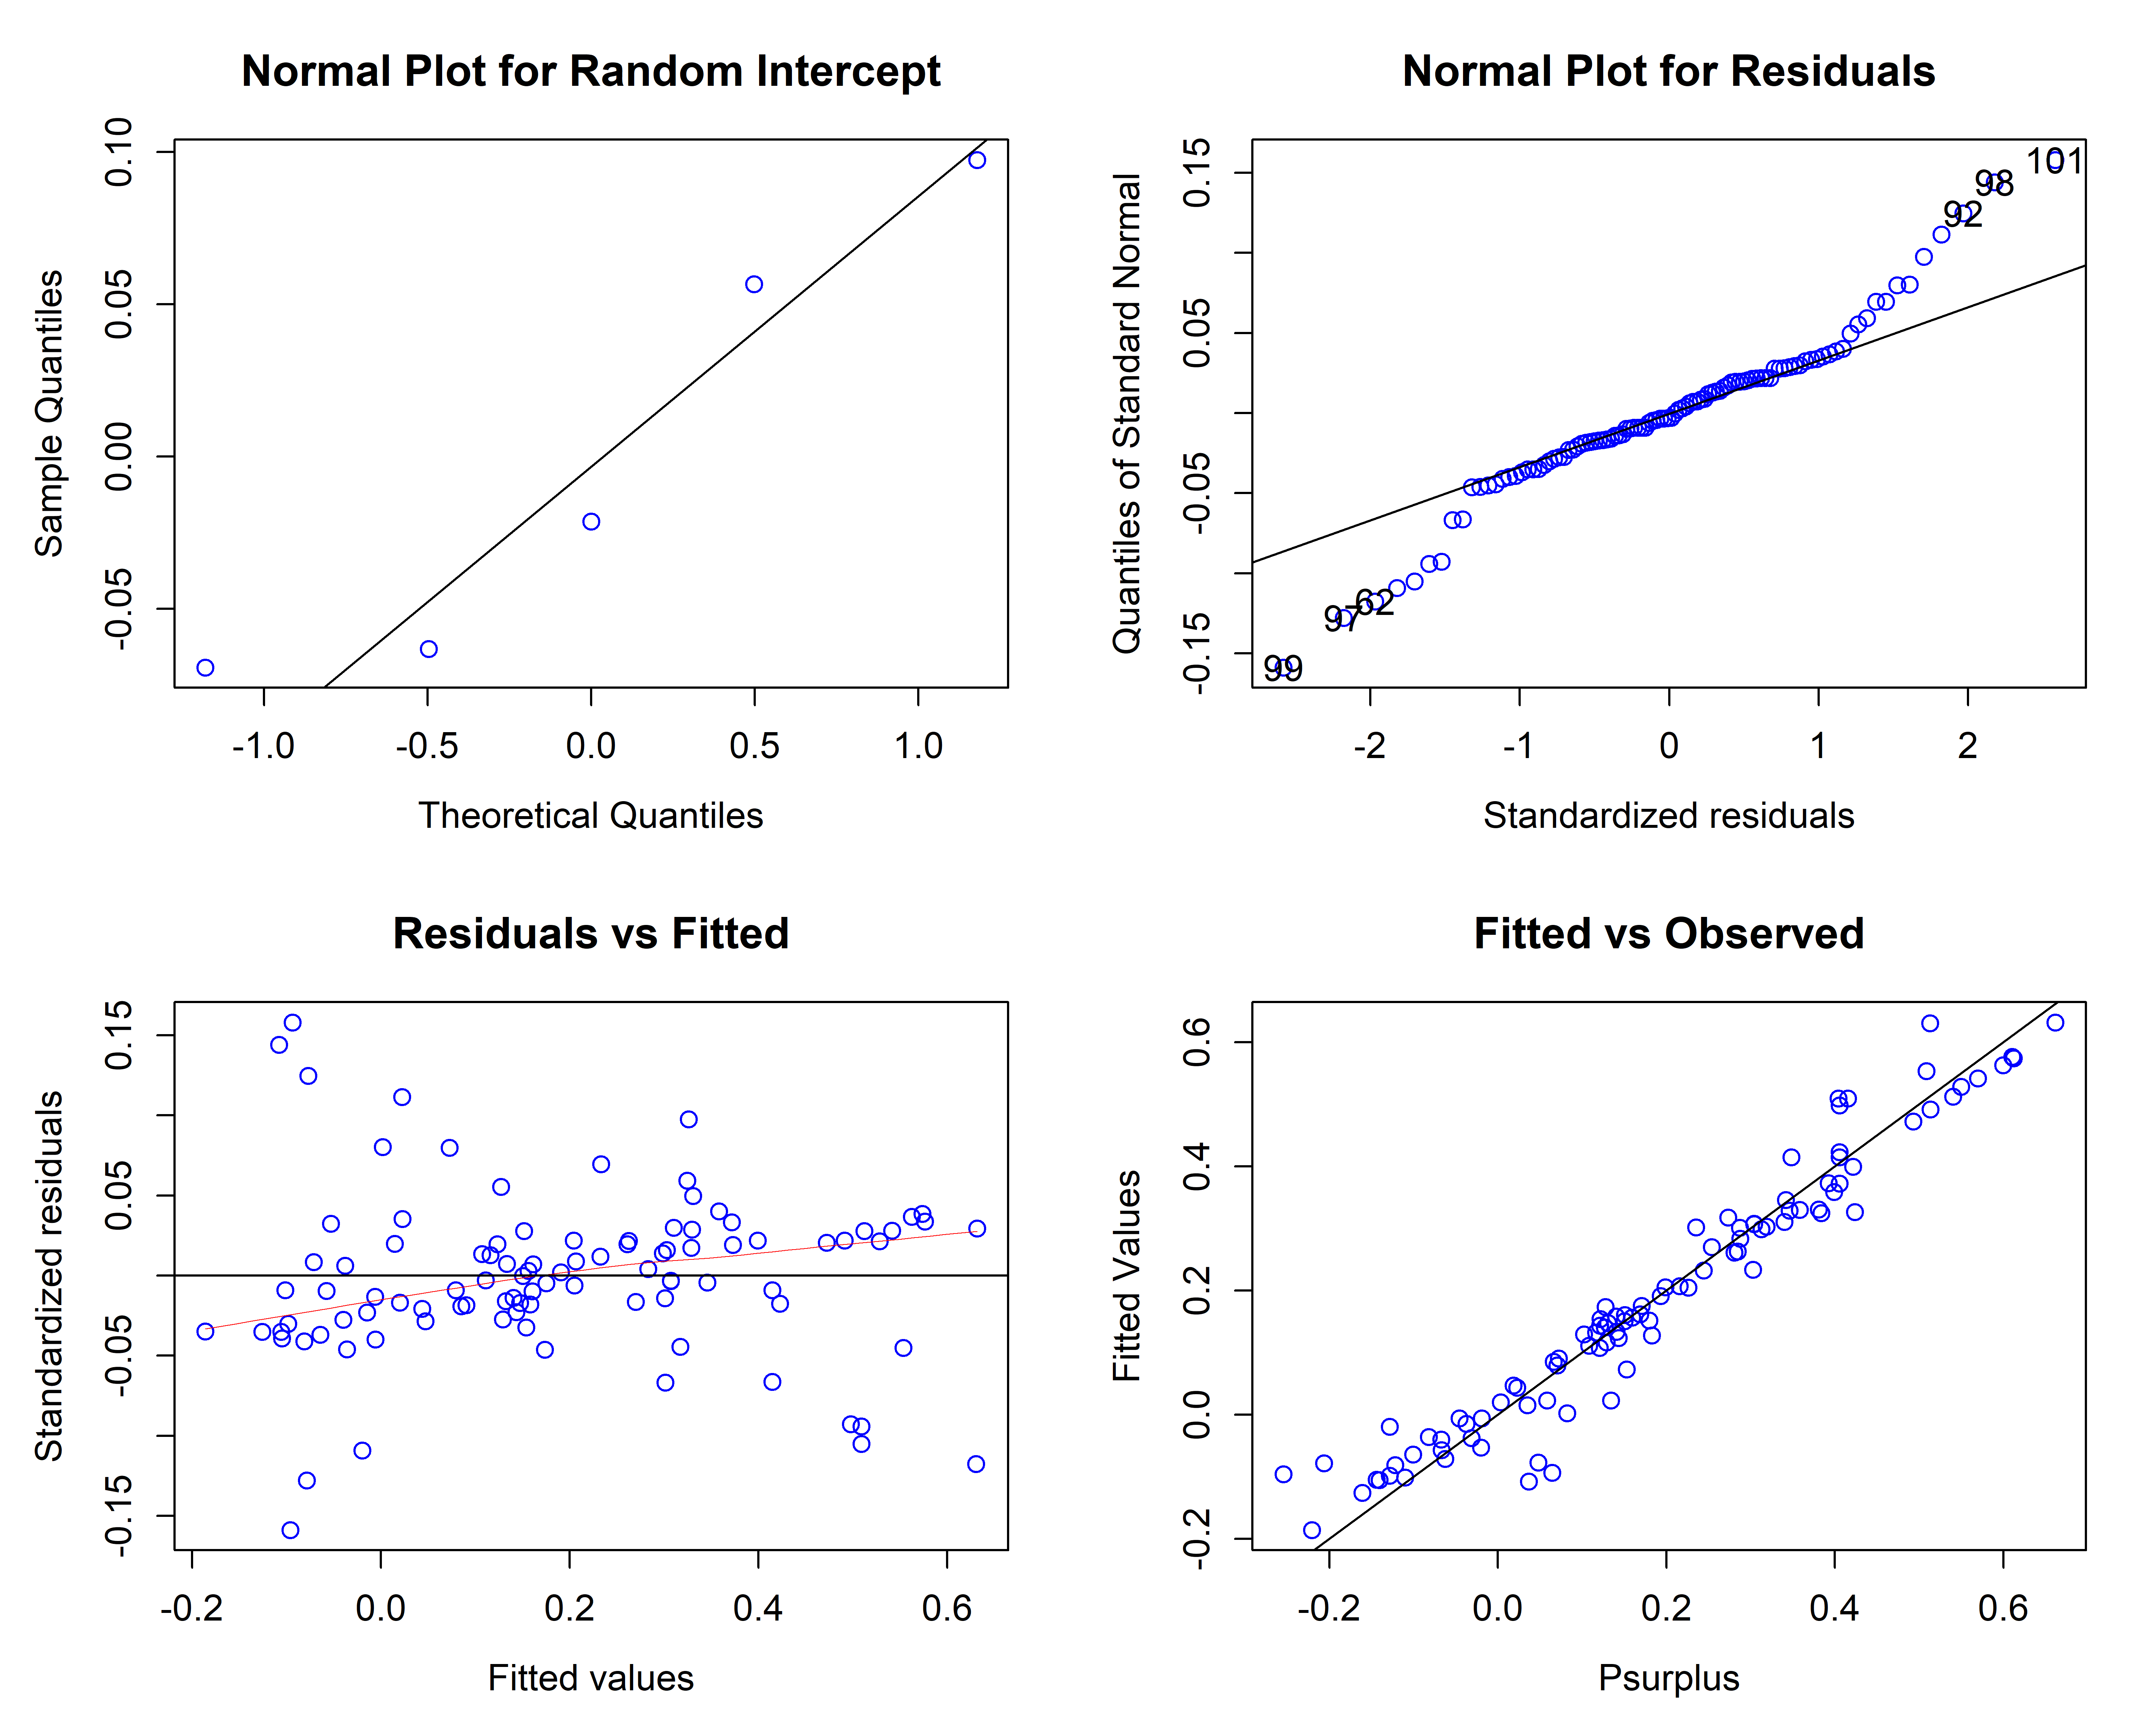 Normal Plot for Random Intercept
Sample Quantiles
0.10
0.05
0.00
-0.05
-1.0 -0.5 0.0 0.5 1.0
Theoretical Quantiles
Normal Plot for Residuals
Quantiles of Standard Normal
0.15
0.05
-0.05
-0.15
101
98
92
62
97
99
-2 -1 0 1 2
Standardized residuals
Residuals vs Fitted
Standardized residuals
0.15
0.05
-0.05
-0.15
-0.2 0.0 0.2 0.4 0.6
Fitted values
Fitted vs Observed
Fitted Values
0.6
0.4
0.2
0.0
-0.2
-0.2 0.0 0.2 0.4 0.6
Psurplus